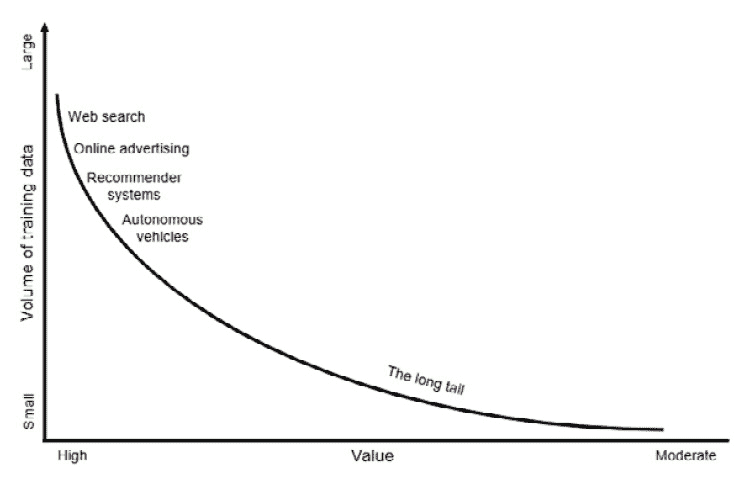 Large
Volume of training data
Small
Web search
Online advertising
Recommender
systems
Autonomous
vehicles
The long tail
High
Value
Moderate